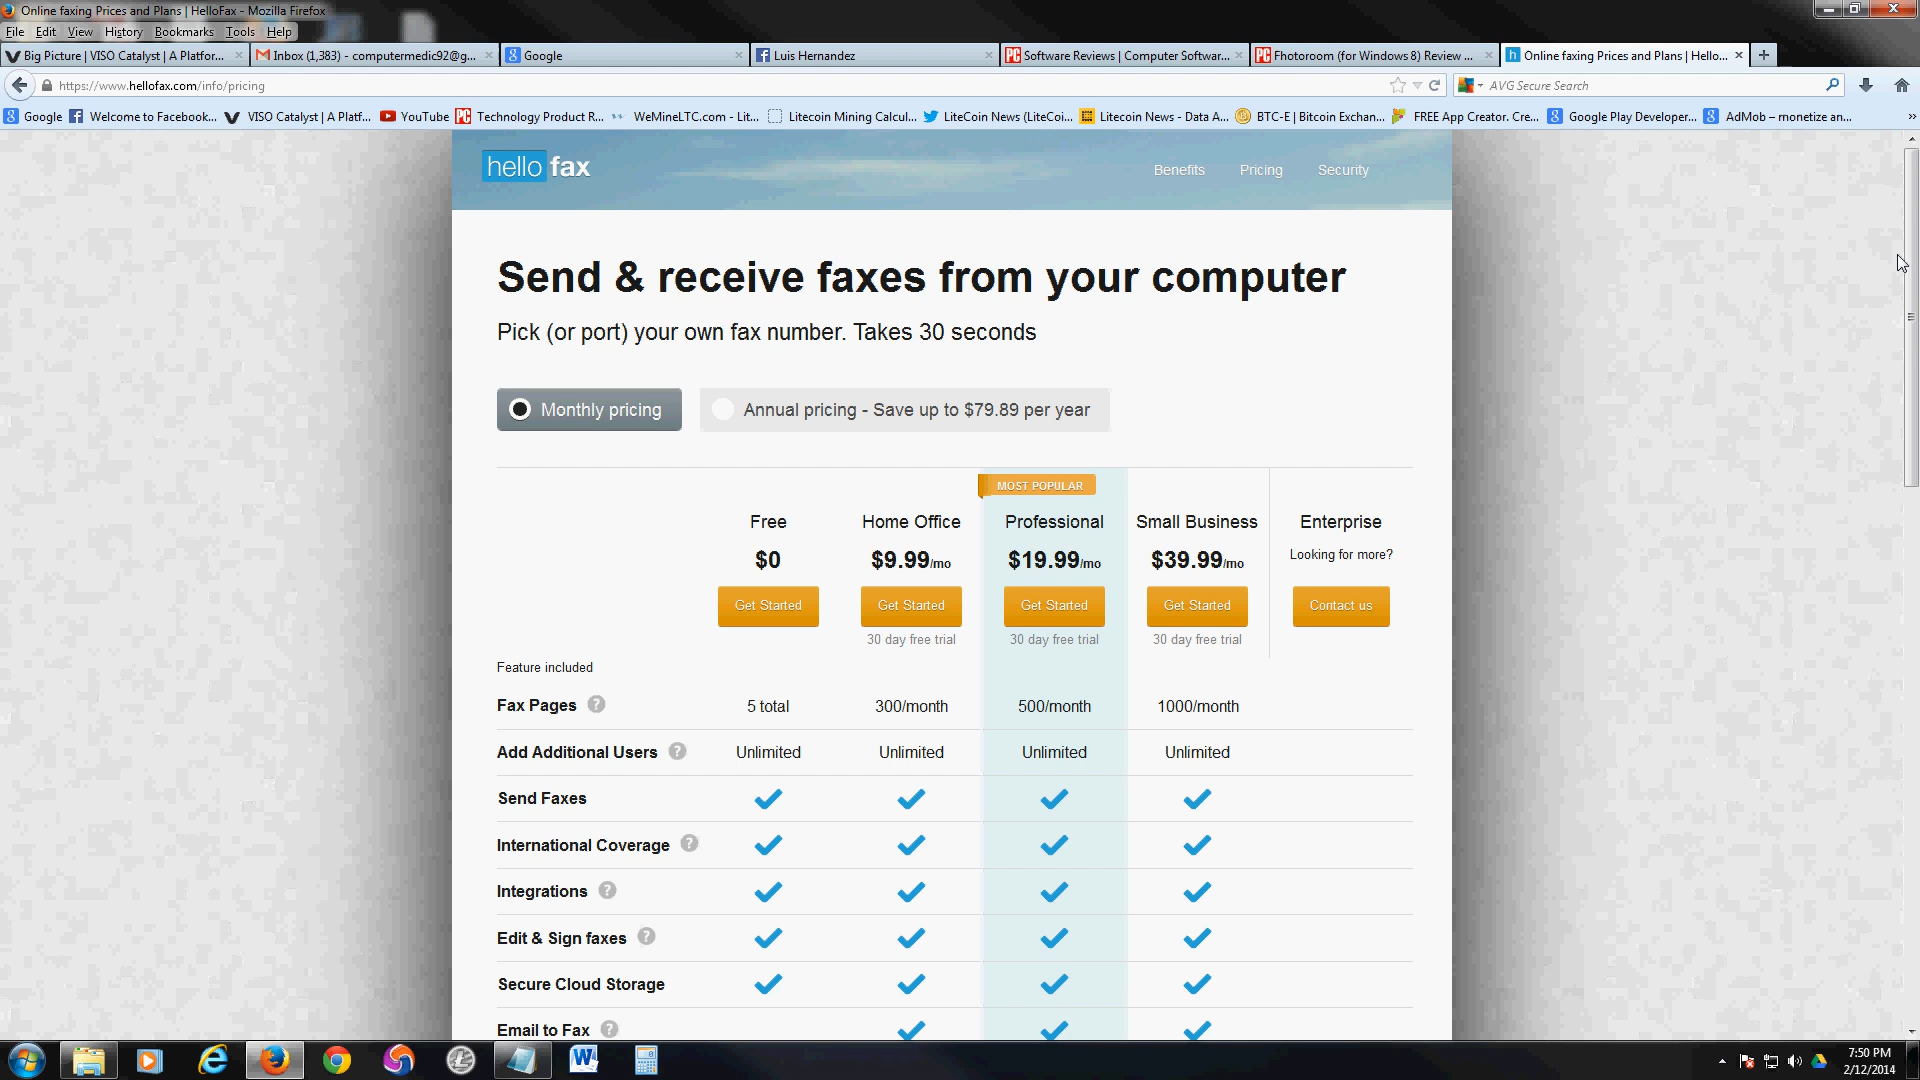 Online faxing Prices and Plans | HelloFax - Mozilla Firefox
File Edit View History Bookmarks Tools Help
Big Picture | VISO Catalyst | A Platfor... Inbox (1,383) - computermedic92@g... Google Luis Hernandez Software Reviews | Computer Softwar... Fhotoroom (for Windows 8) Review ... Online faxing Prices and Plans | Hello...
https://www.hellofax.com/info/pricing AVG Secure Search
Google Welcome to Facebook... VISO Catalyst | A Platf... YouTube Technology Product R... WeMineLTC.com - Lit... Litecoin Mining Calcul... LiteCoin News (LiteCoi... Litecoin News - Data A... BTC-E | Bitcoin Exchan... FREE App Creator. Cre... Google Play Developer... AdMob – monetize an... »
hello fax Benefits Pricing Security
Send & receive faxes from your computer
Pick (or port) your own fax number. Takes 30 seconds
Monthly pricing Annual pricing - Save up to $79.89 per year
MOST POPULAR
Free Home Office Professional Small Business Enterprise
$0 $9.99/mo $19.99/mo $39.99/mo Looking for more?
Get Started Get Started Get Started Get Started Contact us
30 day free trial 30 day free trial 30 day free trial
Feature included
Fax Pages ? 5 total 300/month 500/month 1000/month
Add Additional Users ? Unlimited Unlimited Unlimited Unlimited
Send Faxes
International Coverage ?
Integrations ?
Edit & Sign faxes ?
Secure Cloud Storage
Email to Fax ?
7:50 PM
2/12/2014